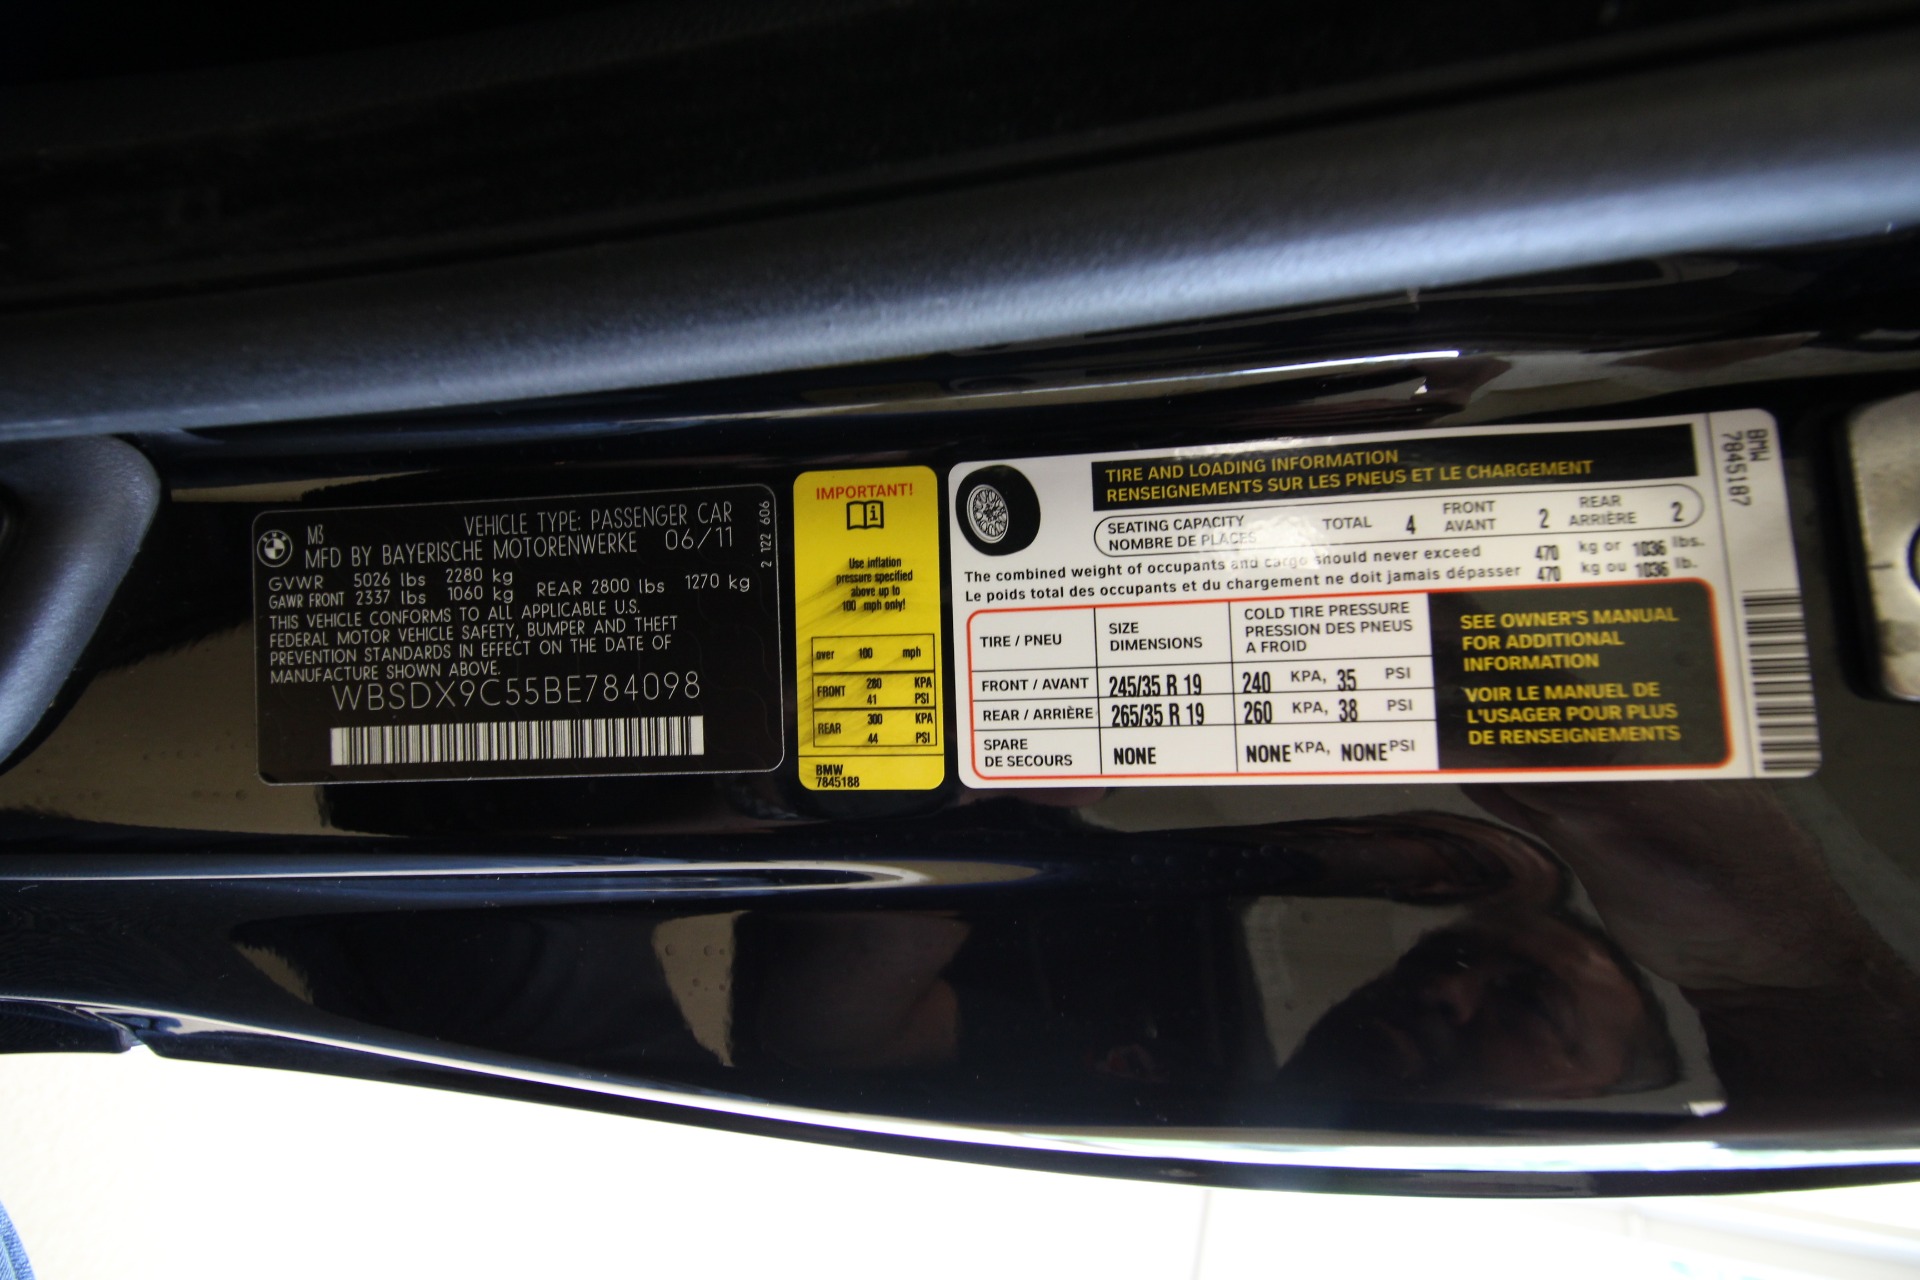 BMW
M3
VEHICLE TYPE: PASSENGER CAR
MFD BY BAYERISCHE MOTORENWERKE 06/11
GVWR 5026 lbs 2280 kg
GAWR FRONT 2337 lbs 1060 kg REAR 2800 lbs 1270 kg
THIS VEHICLE CONFORMS TO ALL APPLICABLE U.S.
FEDERAL MOTOR VEHICLE SAFETY, BUMPER AND THEFT
PREVENTION STANDARDS IN EFFECT ON THE DATE OF
MANUFACTURE SHOWN ABOVE.
WBSDX9C55BE784098
2 122 606
IMPORTANT!
i
Use inflation
pressure specified
above up to
100 mph only!
over 100 mph
FRONT 280 KPA
41 PSI
REAR 300 KPA
44 PSI
BMW
7845188
TIRE AND LOADING INFORMATION
RENSEIGNEMENTS SUR LES PNEUS ET LE CHARGEMENT
SEATING CAPACITY
NOMBRE DE PLACES
TOTAL 4
FRONT
AVANT 2
REAR
ARRIÈRE 2
The combined weight of occupants and cargo should never exceed 470 kg or 1036 lbs.
Le poids total des occupants et du chargement ne doit jamais dépasser 470 kg ou 1036 lb.
TIRE / PNEU
SIZE
DIMENSIONS
COLD TIRE PRESSURE
PRESSION DES PNEUS
A FROID
FRONT / AVANT 245/35 R 19 240 KPA, 35 PSI
REAR / ARRIÈRE 265/35 R 19 260 KPA, 38 PSI
SPARE
DE SECOURS NONE NONE KPA, NONE PSI
SEE OWNER'S MANUAL
FOR ADDITIONAL
INFORMATION
VOIR LE MANUEL DE
L'USAGER POUR PLUS
DE RENSEIGNEMENTS
BMW
7845187